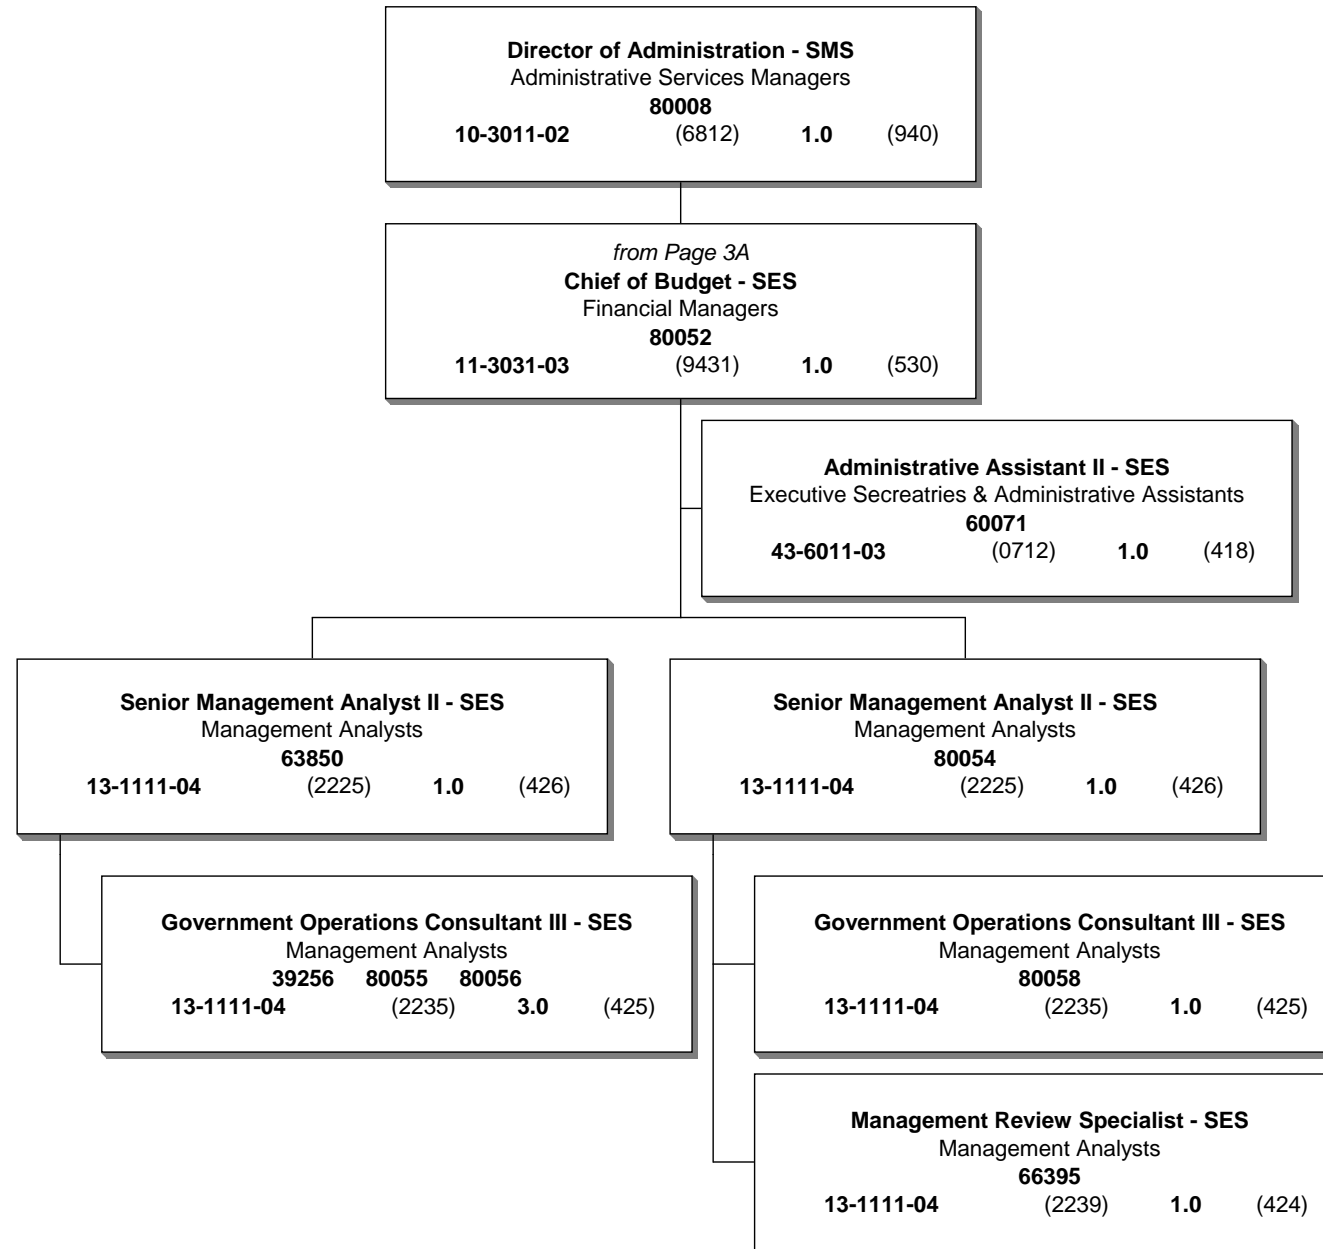 Director of Administration - SMS
Administrative Services Managers
80008
10-3011-02 (6812) 1.0 (940)
from Page 3A
Chief of Budget - SES
Financial Managers
80052
11-3031-03 (9431) 1.0 (530)
Administrative Assistant II - SES
Executive Secreatries & Administrative Assistants
60071
43-6011-03 (0712) 1.0 (418)
Senior Management Analyst II - SES
Management Analysts
63850
13-1111-04 (2225) 1.0 (426)
Senior Management Analyst II - SES
Management Analysts
80054
13-1111-04 (2225) 1.0 (426)
Government Operations Consultant III - SES
Management Analysts
39256 80055 80056
13-1111-04 (2235) 3.0 (425)
Government Operations Consultant III - SES
Management Analysts
80058
13-1111-04 (2235) 1.0 (425)
Management Review Specialist - SES
Management Analysts
66395
13-1111-04 (2239) 1.0 (424)